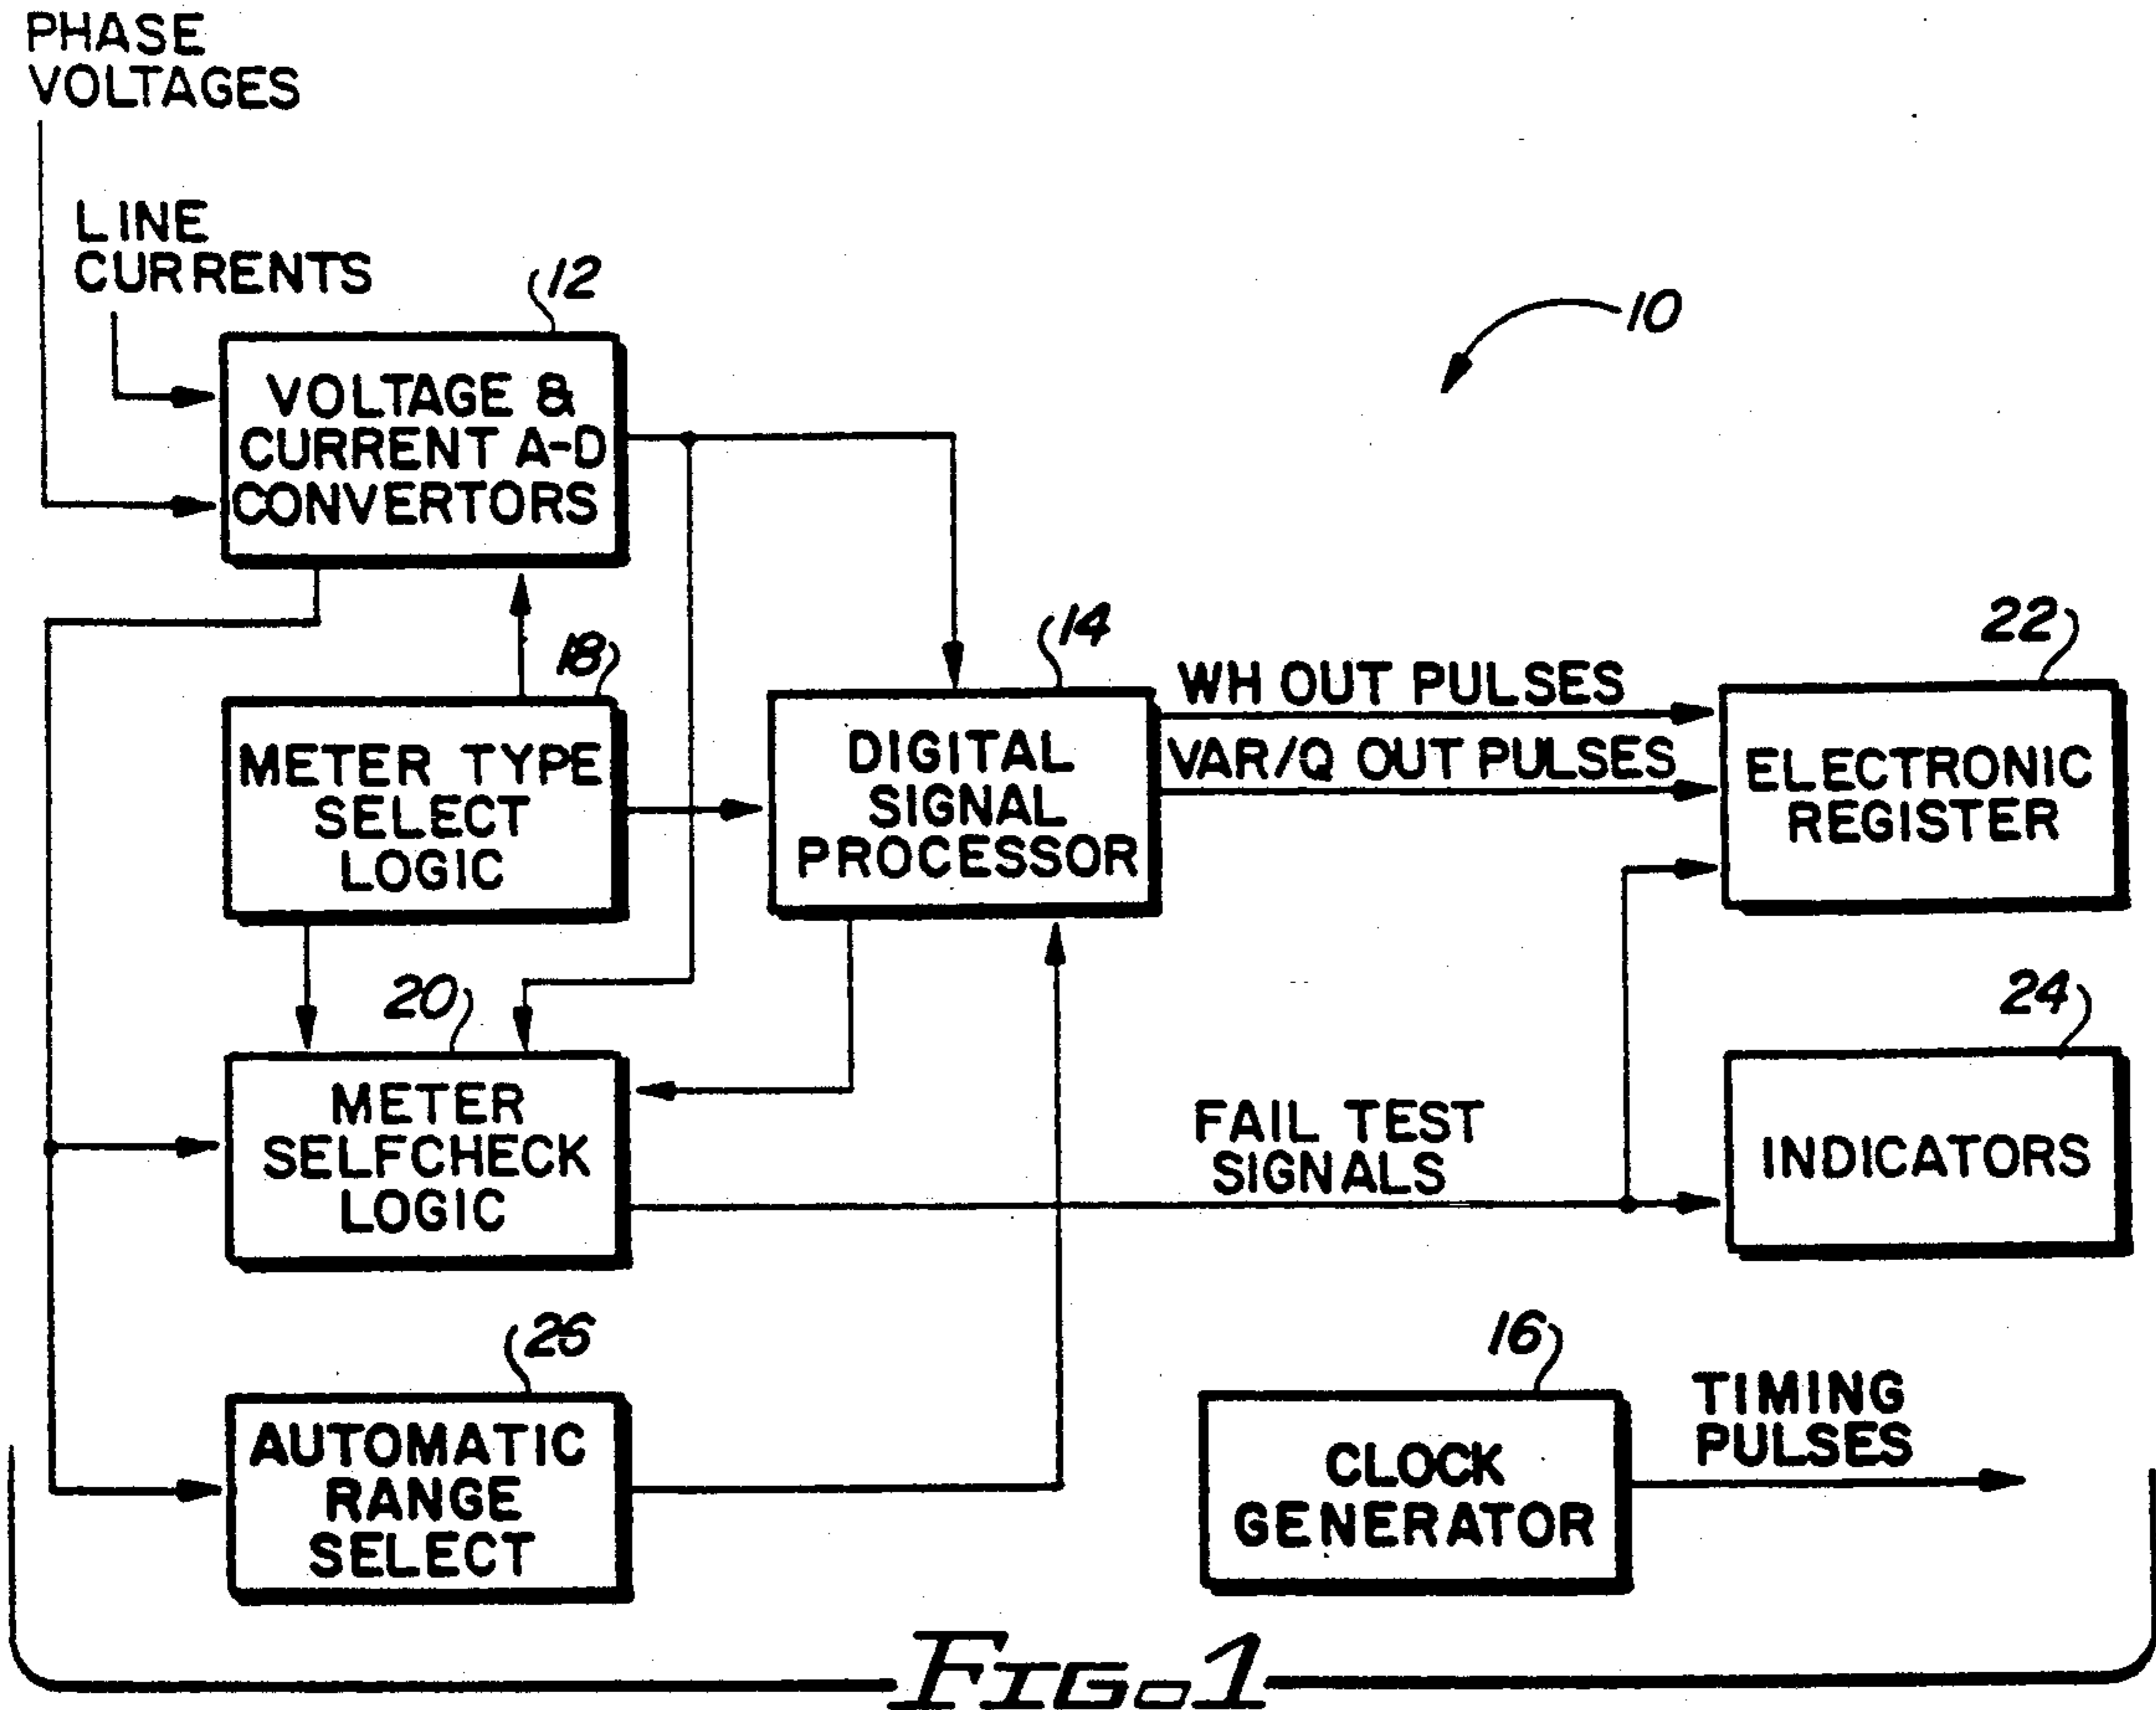 PHASE
VOLTAGES
LINE
CURRENTS
12
VOLTAGE &
CURRENT A-D
CONVERTORS
10
18
METER TYPE
SELECT
LOGIC
14
DIGITAL
SIGNAL
PROCESSOR
WH OUT PULSES
VAR/Q OUT PULSES
22
ELECTRONIC
REGISTER
20
METER
SELFCHECK
LOGIC
FAIL TEST
SIGNALS
24
INDICATORS
26
AUTOMATIC
RANGE
SELECT
16
CLOCK
GENERATOR
TIMING
PULSES
FIG. 1